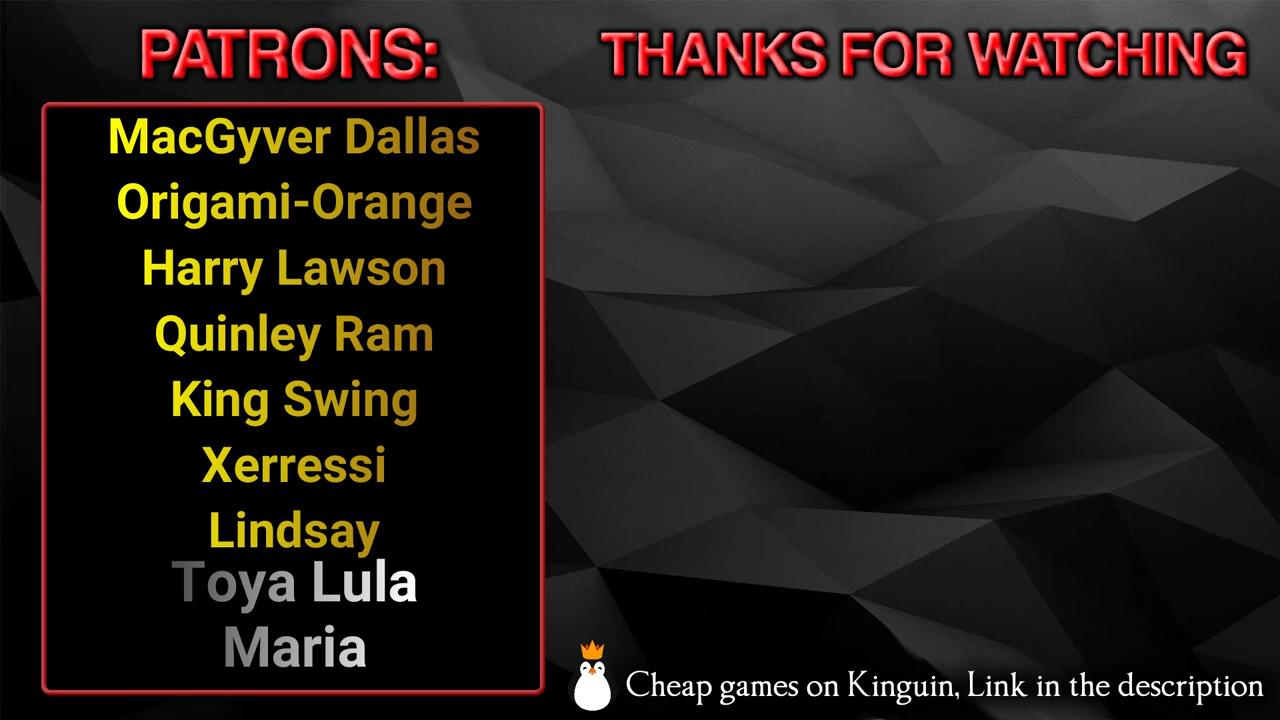 PATRONS:
MacGyver Dallas
Origami-Orange
Harry Lawson
Quinley Ram
King Swing
Xerressi
Lindsay
Toya Lula
Maria
THANKS FOR WATCHING
Cheap games on Kinguin, Link in the description